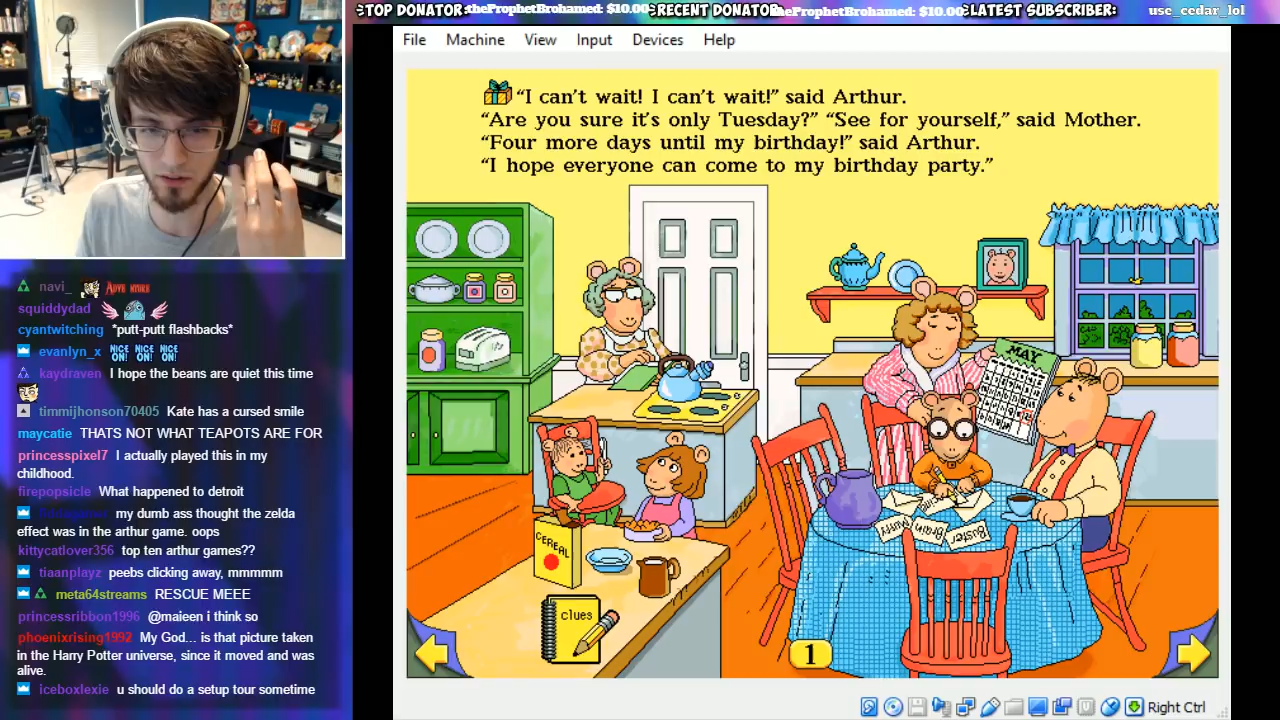 TOP DONATOR: theProphetBrohamed: $10.00 RECENT DONATOR: theProphetBrohamed: $10.00 LATEST SUBSCRIBER: use_cedar_lol
File Machine View Input Devices Help
“I can't wait! I can't wait!” said Arthur.
“Are you sure it's only Tuesday?” “See for yourself,” said Mother.
“Four more days until my birthday!” said Arthur.
“I hope everyone can come to my birthday party.”
MAY
CEREAL
clues
Party
Brain
Buster
1
navi_
squiddydad
cyantwitching *putt-putt flashbacks*
evanlyn_x NICE ON! NICE ON! NICE ON!
kaydraven I hope the beans are quiet this time
timmijhonson70405 Kate has a cursed smile
maycatie THATS NOT WHAT TEAPOTS ARE FOR
princesspixel7 I actually played this in my
childhood.
firepopsicle What happened to detroit
my dumb ass thought the zelda
effect was in the arthur game. oops
kittycatlover356 top ten arthur games??
tiaanplayz peebs clicking away, mmmmm
meta64streams RESCUE MEEE
princessribbon1996 @maieen i think so
phoenixrising1992 My God... is that picture taken
in the Harry Potter universe, since it moved and was
alive.
iceboxlexie u should do a setup tour sometime
Right Ctrl